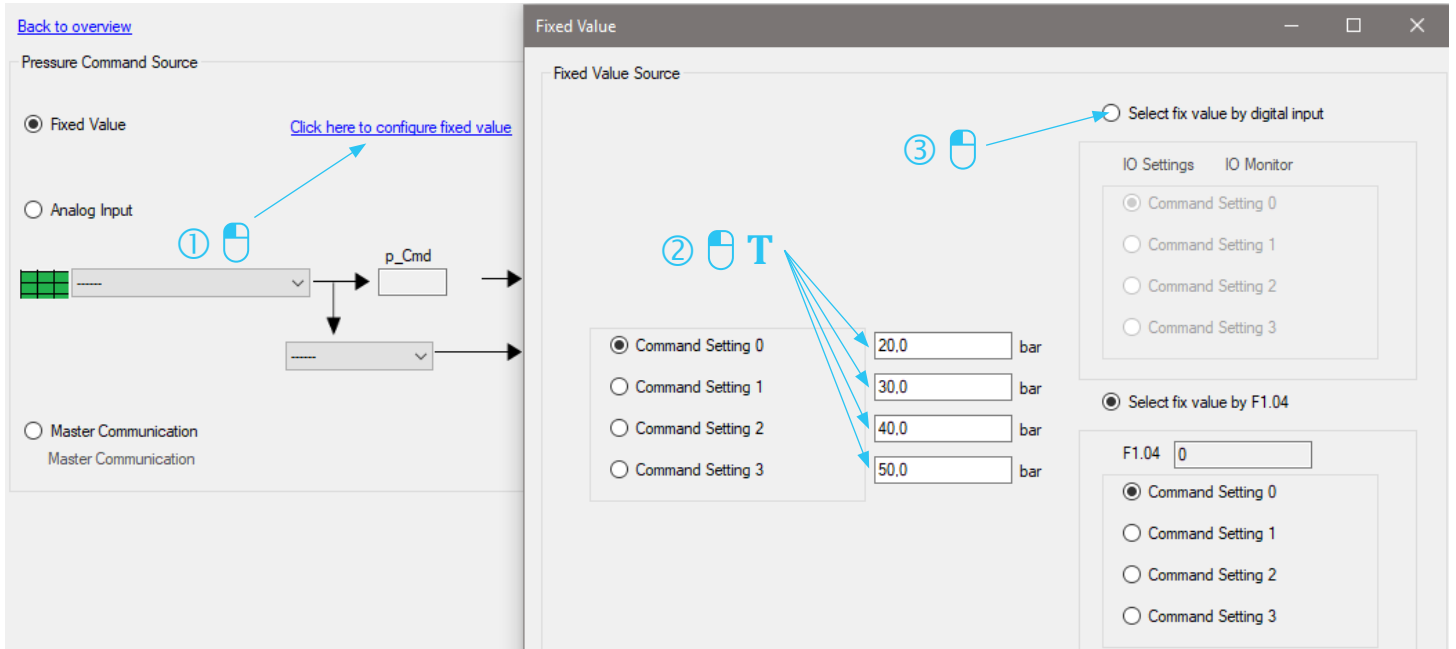 Back to overview
Pressure Command Source
Fixed Value
Click here to configure fixed value
Analog Input
①
p_Cmd
------
------
Master Communication
Master Communication
Fixed Value
Fixed Value Source
② T
Command Setting 0 20,0 bar
Command Setting 1 30,0 bar
Command Setting 2 40,0 bar
Command Setting 3 50,0 bar
③
Select fix value by digital input
IO Settings IO Monitor
Command Setting 0
Command Setting 1
Command Setting 2
Command Setting 3
Select fix value by F1.04
F1.04 0
Command Setting 0
Command Setting 1
Command Setting 2
Command Setting 3